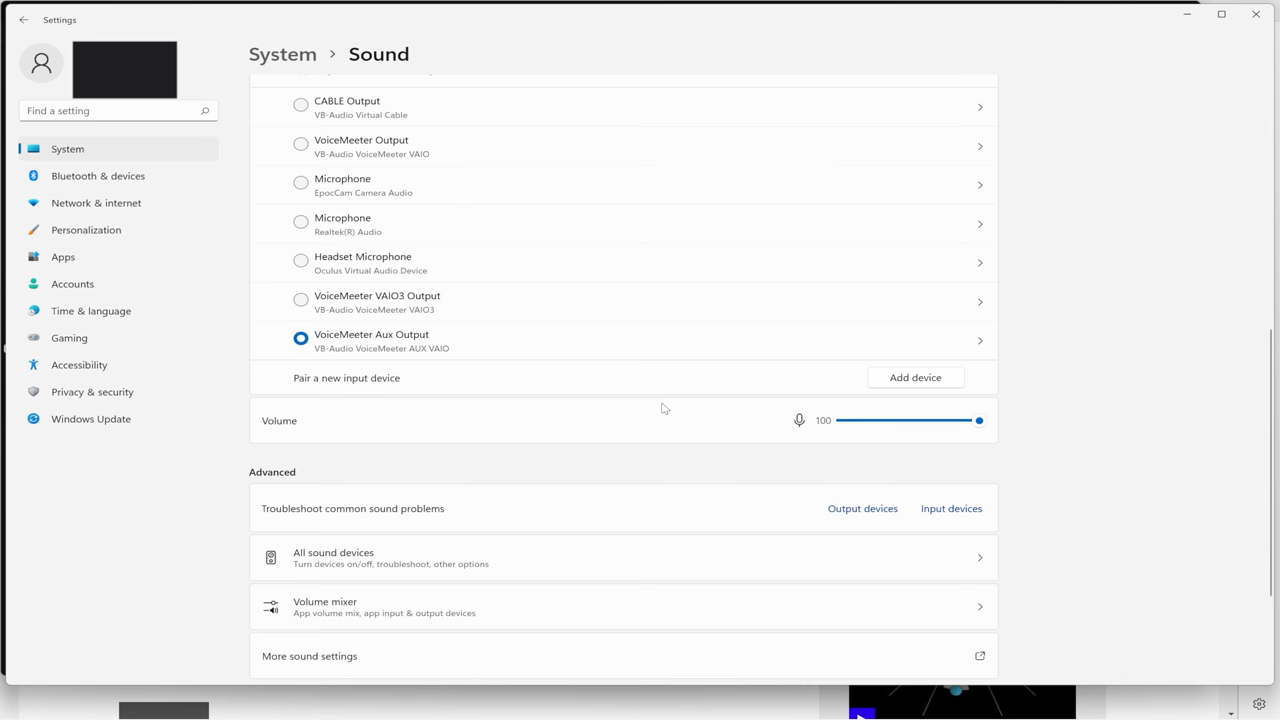 Settings
System > Sound
Find a setting
System
Bluetooth & devices
Network & internet
Personalization
Apps
Accounts
Time & language
Gaming
Accessibility
Privacy & security
Windows Update
CABLE Output
VB-Audio Virtual Cable
VoiceMeeter Output
VB-Audio VoiceMeeter VAIO
Microphone
EpocCam Camera Audio
Microphone
Realtek(R) Audio
Headset Microphone
Oculus Virtual Audio Device
VoiceMeeter VAIO3 Output
VB-Audio VoiceMeeter VAIO3
VoiceMeeter Aux Output
VB-Audio VoiceMeeter AUX VAIO
Pair a new input device Add device
Volume 100
Advanced
Troubleshoot common sound problems Output devices Input devices
All sound devices
Turn devices on/off, troubleshoot, other options
Volume mixer
App volume mix, app input & output devices
More sound settings